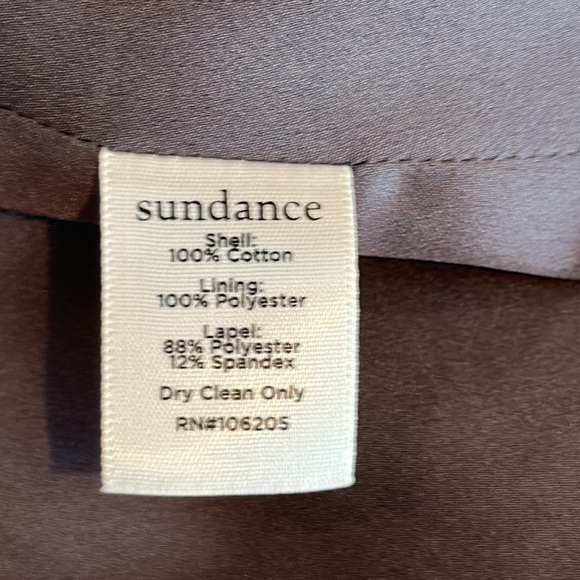 sundance
Shell:
100% Cotton
Lining:
100% Polyester
Lapel:
88% Polyester
12% Spandex
Dry Clean Only
RN#106205